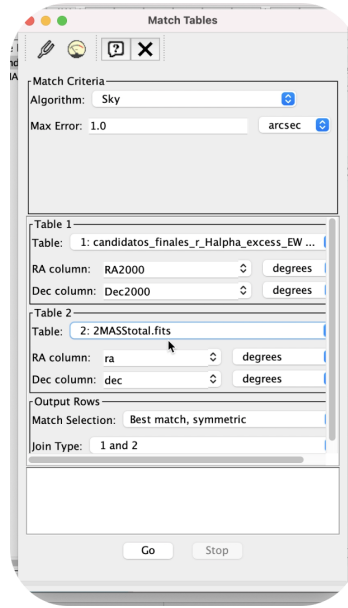 Match Tables
Match Criteria
Algorithm: Sky
Max Error: 1.0 arcsec
Table 1
Table: 1: candidatos_finales_r_Halpha_excess_EW ...
RA column: RA2000 degrees
Dec column: Dec2000 degrees
Table 2
Table: 2: 2MASStotal.fits
RA column: ra degrees
Dec column: dec degrees
Output Rows
Match Selection: Best match, symmetric
Join Type: 1 and 2
Go Stop